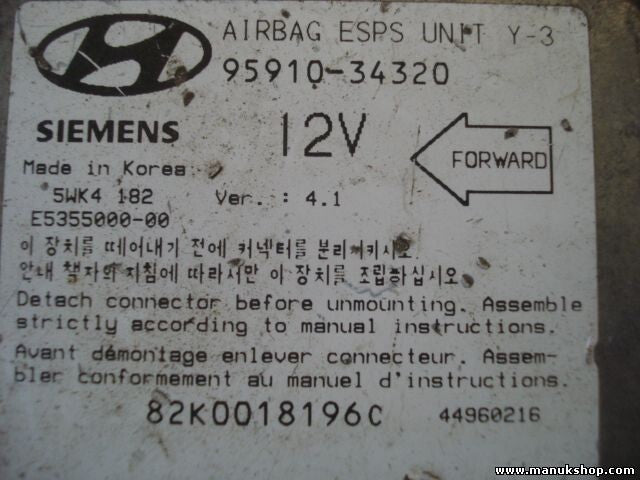 AIRBAG ESPS UNIT Y-3
95910-34320
SIEMENS 12V FORWARD
Made in Korea
5WK4 182 Ver. : 4.1
E5355000-00
이 장치를 떼어내기 전에 커넥터를 분리시키시오.
안내 책자의 지침에 따라서만 이 장치를 조립하십시오.
Detach connector before unmounting. Assemble
strictly according to manual instructions.
Avant démontage enlever connecteur. Assem-
bler conformement au manuel d'instructions.
82K0018196C 44960216
www.manukshop.com